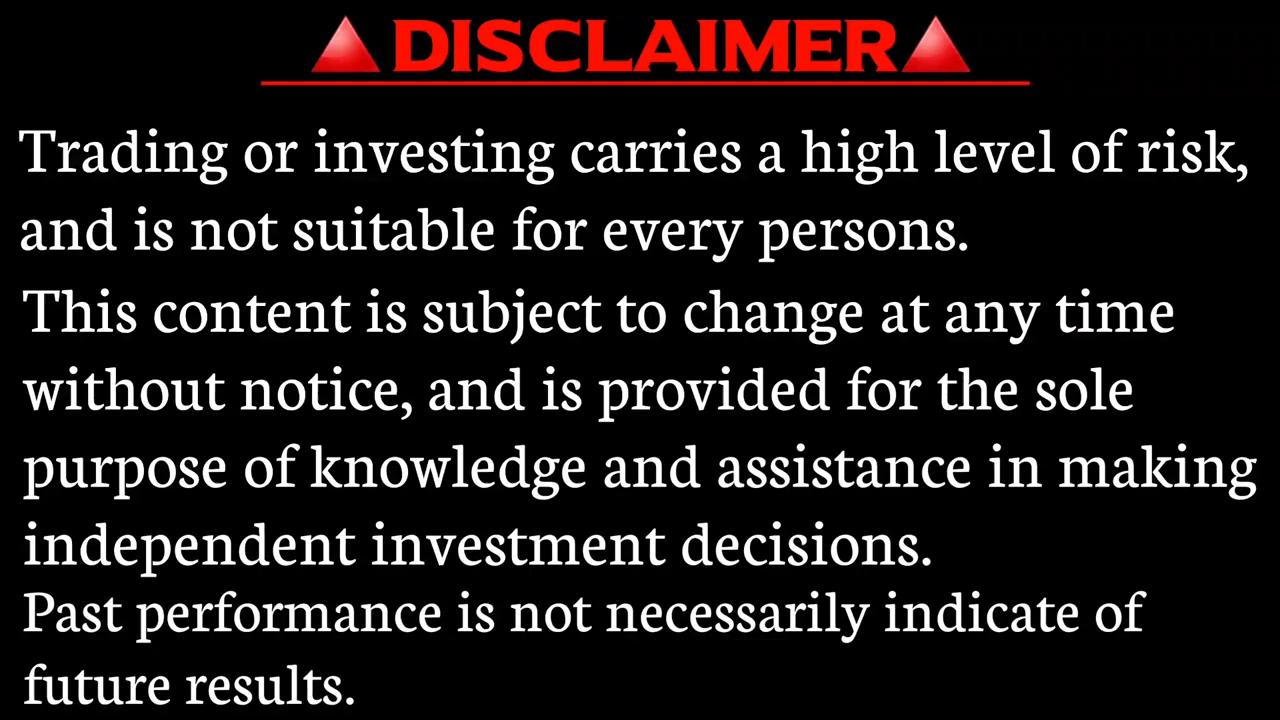 🔺DISCLAIMER🔺
Trading or investing carries a high level of risk,
and is not suitable for every persons.
This content is subject to change at any time
without notice, and is provided for the sole
purpose of knowledge and assistance in making
independent investment decisions.
Past performance is not necessarily indicate of
future results.